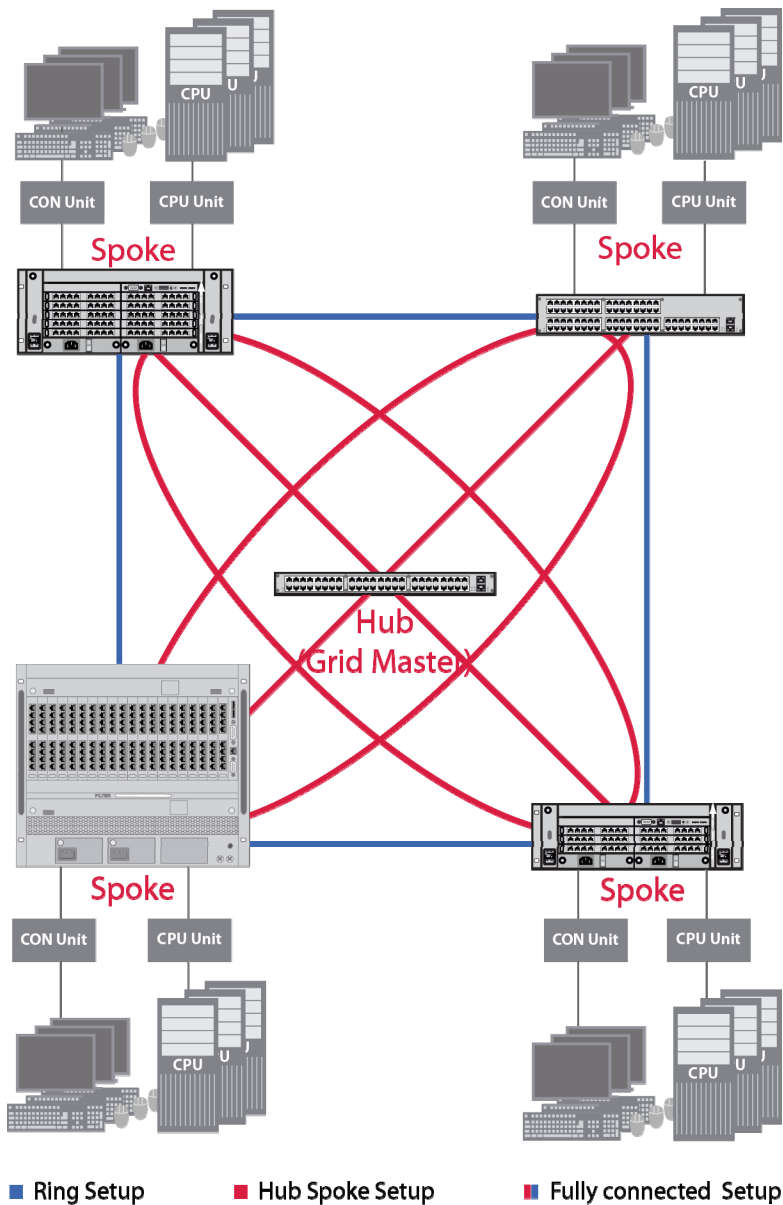 CPU
U
U
CPU
U
U
CON Unit
CPU Unit
CON Unit
CPU Unit
Spoke
Spoke
Hub
(Grid Master)
FILTER
Spoke
Spoke
CON Unit
CPU Unit
CON Unit
CPU Unit
CPU
U
U
CPU
U
U
Ring Setup
Hub Spoke Setup
Fully connected Setup